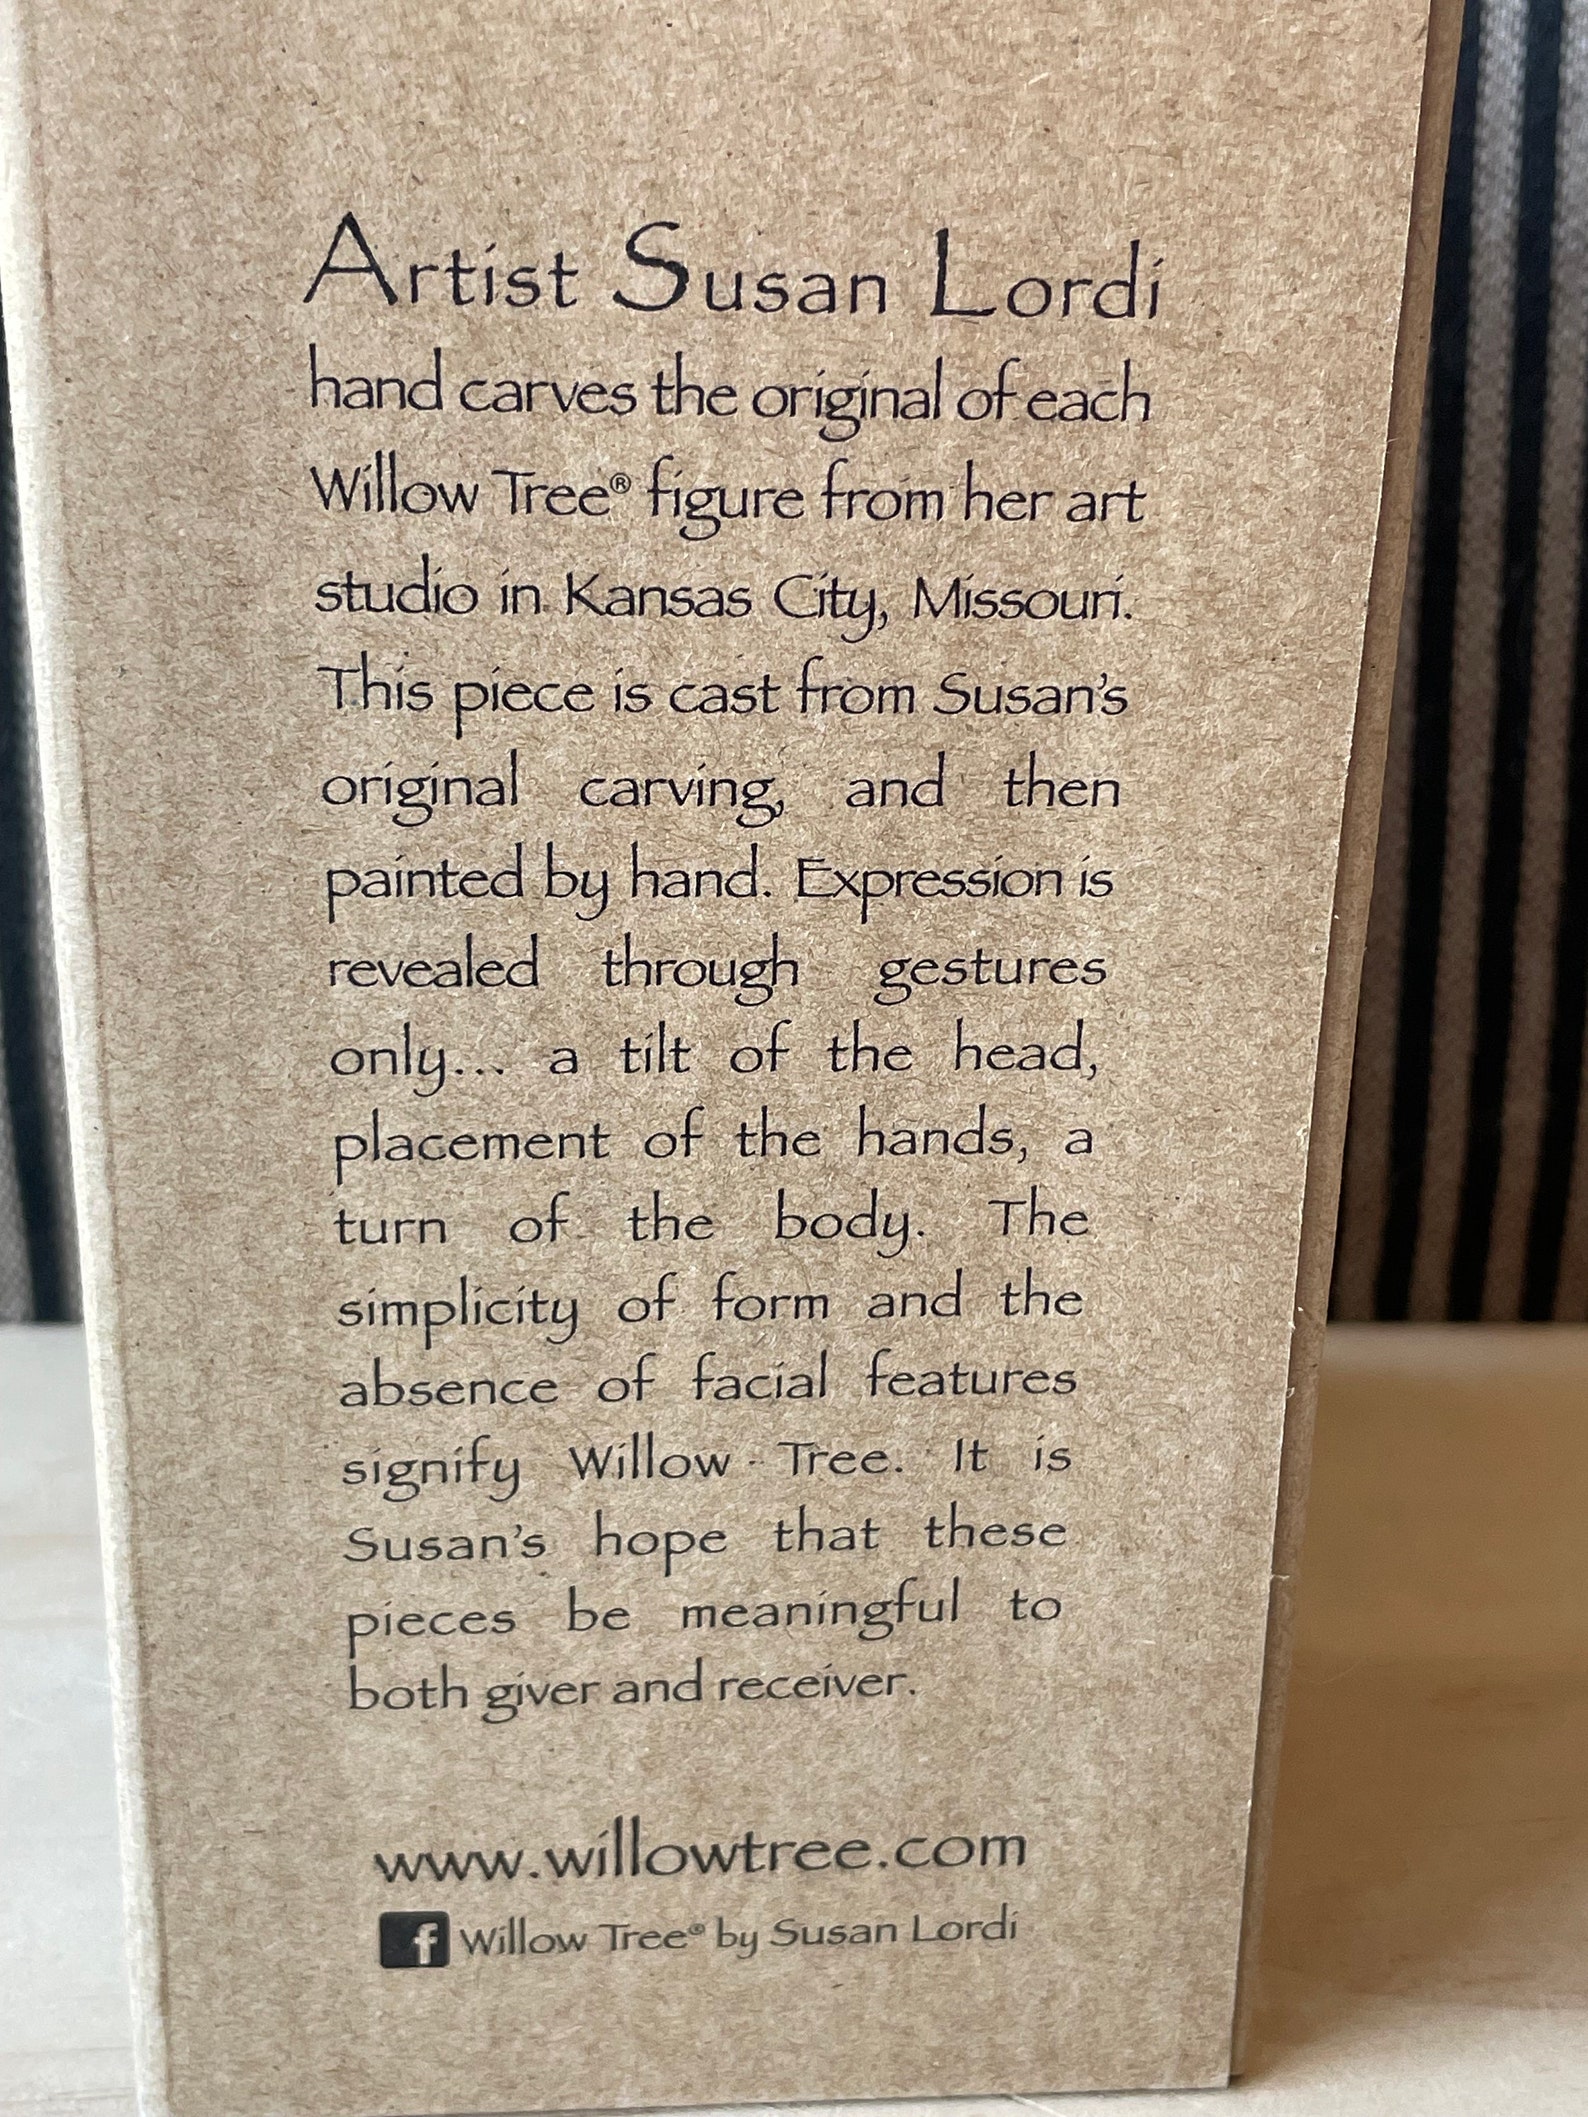 Artist Susan Lordi
hand carves the original of each
Willow Tree® figure from her art
studio in Kansas City, Missouri.
This piece is cast from Susan's
original carving, and then
painted by hand. Expression is
revealed through gestures
only... a tilt of the head,
placement of the hands, a
turn of the body. The
simplicity of form and the
absence of facial features
signify Willow Tree. It is
Susan's hope that these
pieces be meaningful to
both giver and receiver.
www.willowtree.com
f Willow Tree® by Susan Lordi